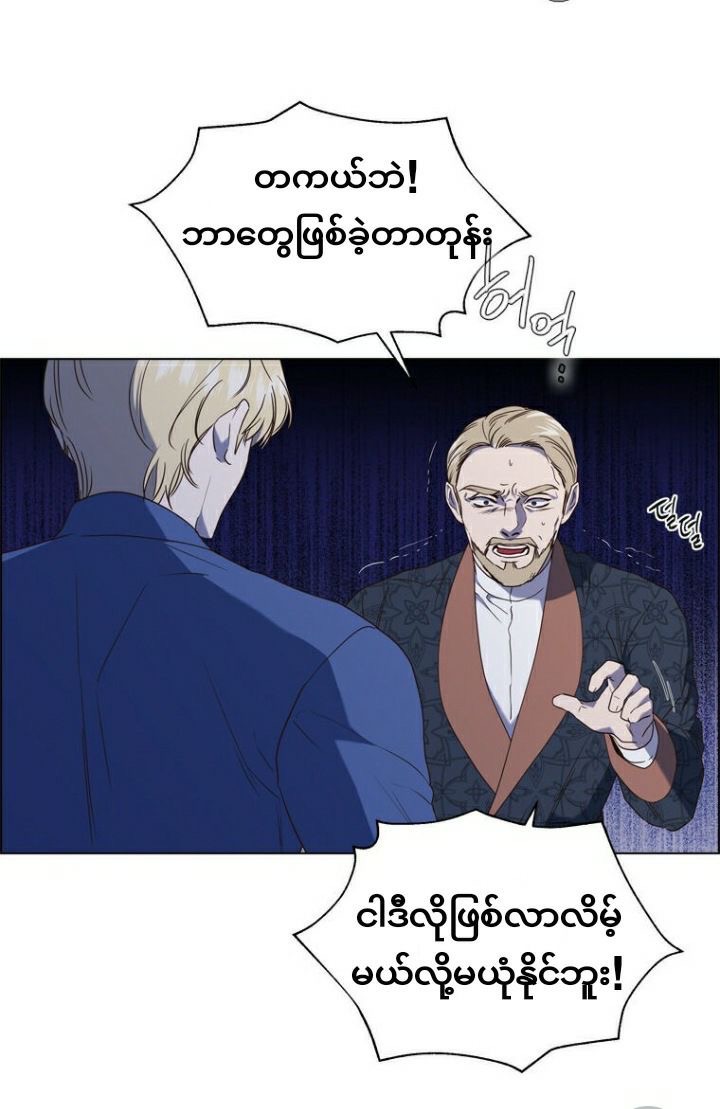 တကယ်ဘဲ!
ဘာတွေဖြစ်ခဲ့တာတုန်း
허억
덜덜
ငါဒီလိုဖြစ်လာလိမ့်
မယ်လို့မယုံနိုင်ဘူး!